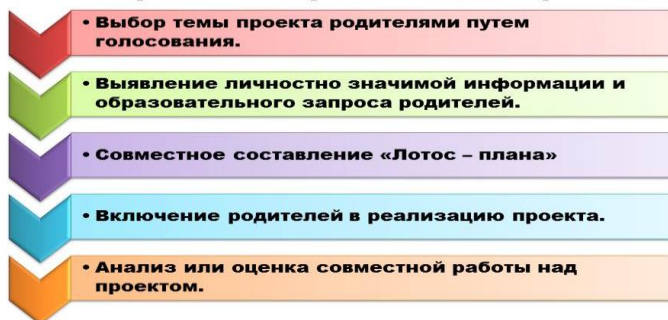 • Выбор темы проекта родителями путем
голосования.
• Выявление личностно значимой информации и
образовательного запроса родителей.
• Совместное составление «Лотос – плана»
• Включение родителей в реализацию проекта.
• Анализ или оценка совместной работы над
проектом.